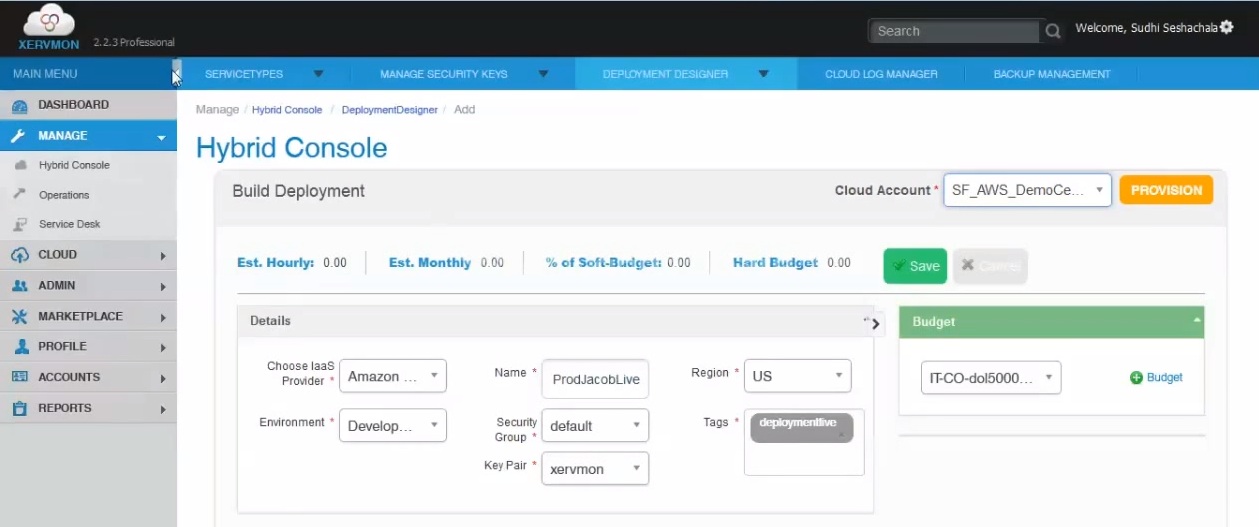 XERVMON 2.2.3 Professional
Search
Welcome, Sudhi Seshachala
MAIN MENU
SERVICETYPES
MANAGE SECURITY KEYS
DEPLOYMENT DESIGNER
CLOUD LOG MANAGER
BACKUP MANAGEMENT
DASHBOARD
MANAGE
Hybrid Console
Operations
Service Desk
CLOUD
ADMIN
MARKETPLACE
PROFILE
ACCOUNTS
REPORTS
Manage / Hybrid Console / DeploymentDesigner / Add
Hybrid Console
Build Deployment
Cloud Account * SF_AWS_DemoCe...
PROVISION
Est. Hourly: 0.00
Est. Monthly 0.00
% of Soft-Budget: 0.00
Hard Budget 0.00
Save
Cancel
Details
Choose IaaS
Provider * Amazon ...
Name * ProdJacobLive
Region * US
Environment * Develop...
Security
Group * default
Tags * deploymentlive
Key Pair * xervmon
Budget
IT-CO-dol5000...
Budget